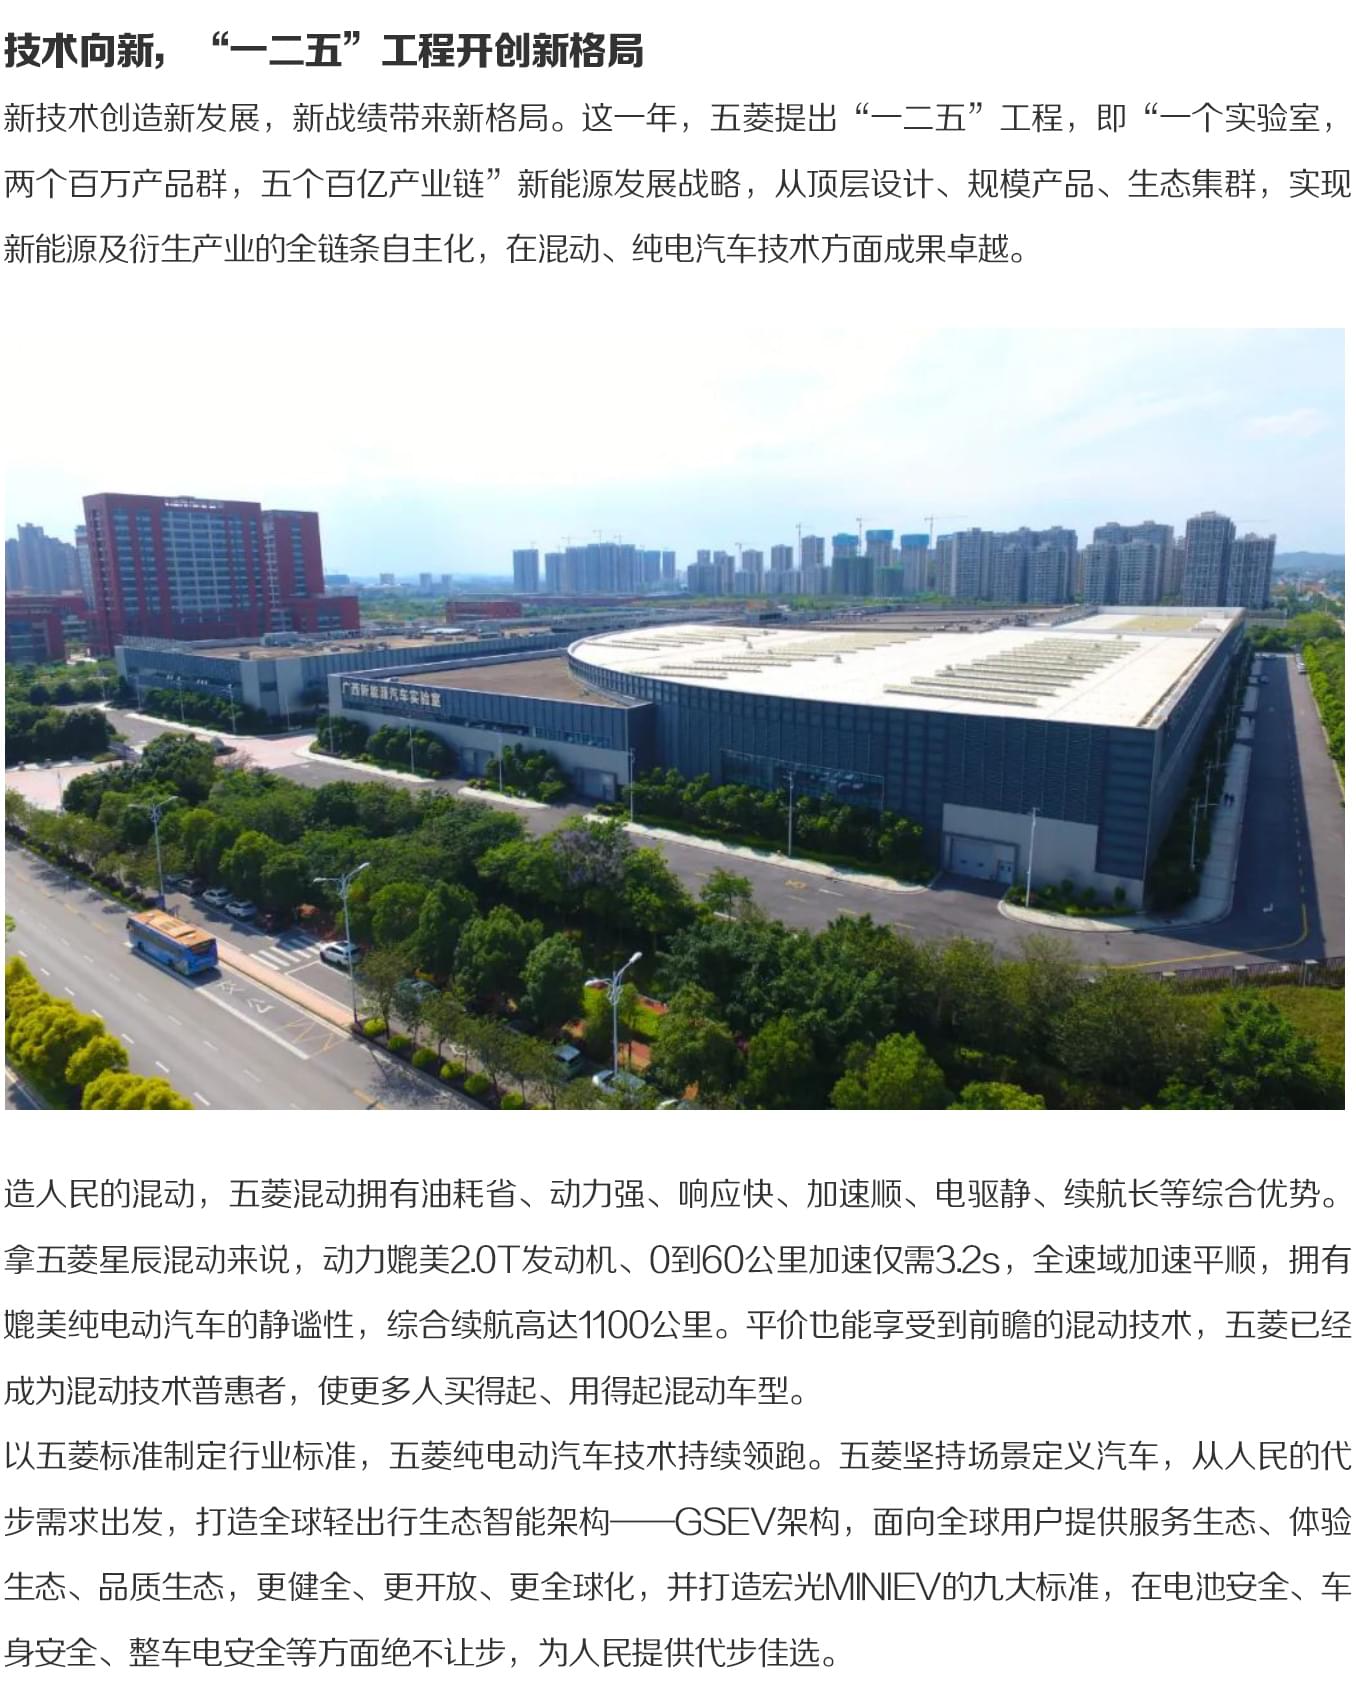 技术向新，“一二五”工程开创新格局
新技术创造新发展，新战绩带来新格局。这一年，五菱提出“一二五”工程，即“一个实验室，
两个百万产品群，五个百亿产业链”新能源发展战略，从顶层设计、规模产品、生态集群，实现
新能源及衍生产业的全链条自主化，在混动、纯电汽车技术方面成果卓越。
广西新能源汽车实验室
造人民的混动，五菱混动拥有油耗省、动力强、响应快、加速顺、电驱静、续航长等综合优势。
拿五菱星辰混动来说，动力媲美2.0T发动机、0到60公里加速仅需3.2s，全速域加速平顺，拥有
媲美纯电动汽车的静谧性，综合续航高达1100公里。平价也能享受到前瞻的混动技术，五菱已经
成为混动技术普惠者，使更多人买得起、用得起混动车型。
以五菱标准制定行业标准，五菱纯电动汽车技术持续领跑。五菱坚持场景定义汽车，从人民的代
步需求出发，打造全球轻出行生态智能架构——GSEV架构，面向全球用户提供服务生态、体验
生态、品质生态，更健全、更开放、更全球化，并打造宏光MINIEV的九大标准，在电池安全、车
身安全、整车电安全等方面绝不让步，为人民提供代步佳选。